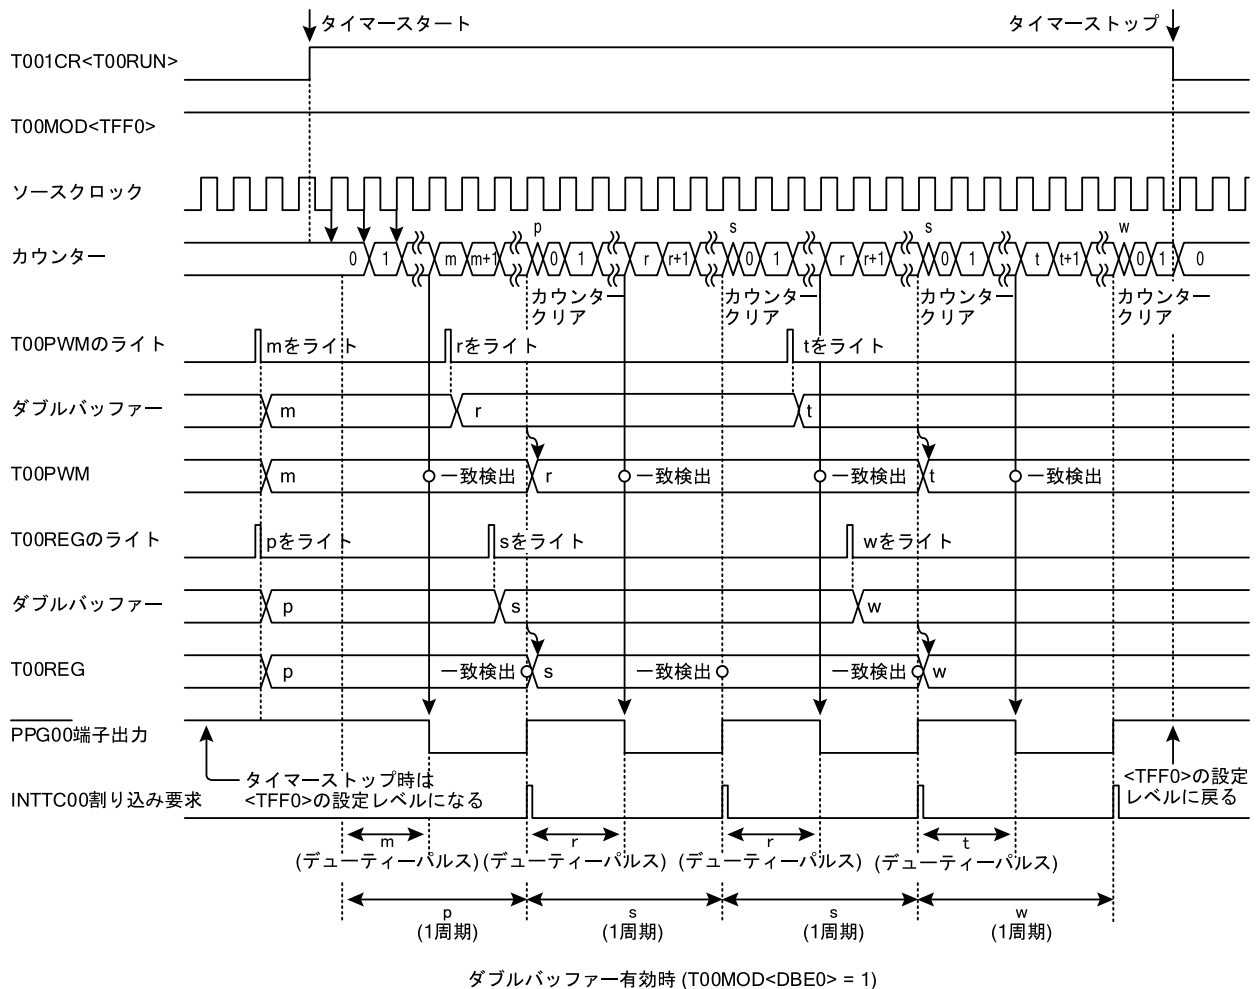 タイマースタート タイマーストップ
T001CR<T00RUN>
T00MOD<TFF0>
ソースクロック
p s s w
カウンター 0 1 m m+1 0 1 r r+1 0 1 r r+1 0 1 t t+1 0 1 0
カウンター カウンター カウンター カウンター
クリア クリア クリア クリア
T00PWMのライト mをライト rをライト tをライト
ダブルバッファー m r t
T00PWM m 一致検出 r 一致検出 一致検出 t 一致検出
T00REGのライト pをライト sをライト wをライト
ダブルバッファー p s w
T00REG p 一致検出 s 一致検出 一致検出 w
PPG00端子出力
タイマーストップ時は <TFF0>の設定
INTTC00割り込み要求 <TFF0>の設定レベルになる レベルに戻る
m r r t
(デューティーパルス) (デューティーパルス) (デューティーパルス) (デューティーパルス)
p s s w
(1周期) (1周期) (1周期) (1周期)
ダブルバッファー有効時 (T00MOD<DBE0> = 1)